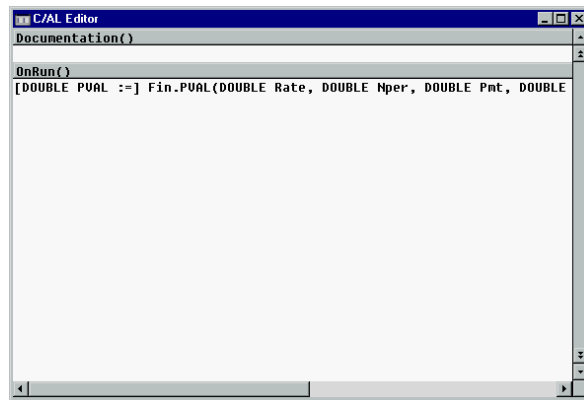 C/AL Editor
Documentation()
OnRun()
[DOUBLE PVAL :=] Fin.PVAL(DOUBLE Rate, DOUBLE Nper, DOUBLE Pmt, DOUBLE